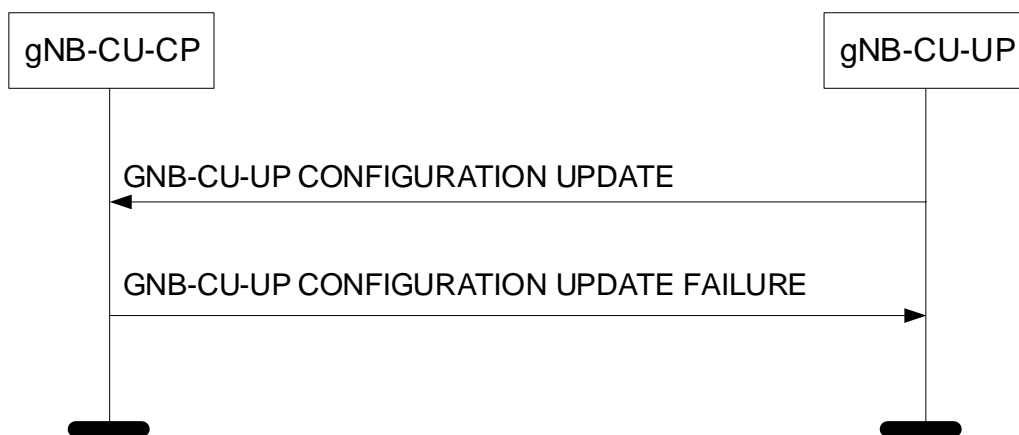 gNB-CU-CP
gNB-CU-UP
GNB-CU-UP CONFIGURATION UPDATE
GNB-CU-UP CONFIGURATION UPDATE FAILURE